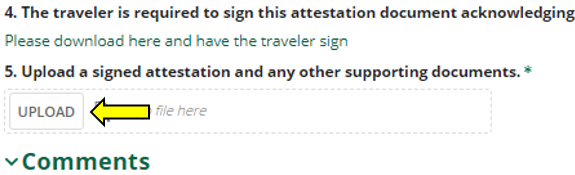 4. The traveler is required to sign this attestation document acknowledging
Please download here and have the traveler sign
5. Upload a signed attestation and any other supporting documents. *
UPLOAD file here
Comments